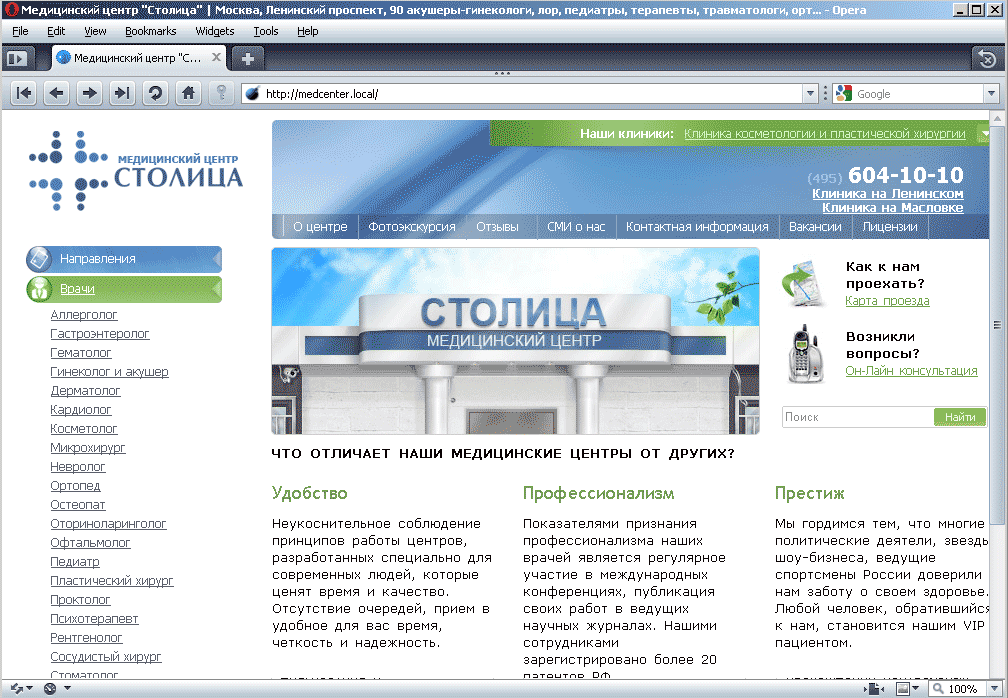 Медицинский центр "Столица" | Москва, Ленинский проспект, 90 акушеры-гинекологи, лор, педиатры, терапевты, травматологи, орт... - Opera
File Edit View Bookmarks Widgets Tools Help
Медицинский центр "С...
http://medcenter.local/
Google
МЕДИЦИНСКИЙ ЦЕНТР
СТОЛИЦА
Наши клиники: Клиника косметологии и пластической хирургии
(495) 604-10-10
Клиника на Ленинском
Клиника на Масловке
О центре Фотоэкскурсия Отзывы СМИ о нас Контактная информация Вакансии Лицензии
Направления
Врачи
Аллерголог
Гастроэнтеролог
Гематолог
Гинеколог и акушер
Дерматолог
Кардиолог
Косметолог
Микрохирург
Невролог
Ортопед
Остеопат
Оториноларинголог
Офтальмолог
Педиатр
Пластический хирург
Проктолог
Психотерапевт
Рентгенолог
Сосудистый хирург
Стоматолог
СТОЛИЦА
МЕДИЦИНСКИЙ ЦЕНТР
Как к нам
проехать?
Карта проезда
Возникли
вопросы?
Он-Лайн консультация
Поиск
Найти
ЧТО ОТЛИЧАЕТ НАШИ МЕДИЦИНСКИЕ ЦЕНТРЫ ОТ ДРУГИХ?
Удобство
Неукоснительное соблюдение
принципов работы центров,
разработанных специально для
современных людей, которые
ценят время и качество.
Отсутствие очередей, прием в
удобное для вас время,
четкость и надежность.
Профессионализм
Показателями признания
профессионализма наших
врачей является регулярное
участие в международных
конференциях, публикация
своих работ в ведущих
научных журналах. Нашими
сотрудниками
зарегистрировано более 20
патентов РФ.
Престиж
Мы гордимся тем, что многие
политические деятели, звезды
шоу-бизнеса, ведущие
спортсмены России доверили
нам заботу о своем здоровье.
Любой человек, обратившийся
к нам, становится нашим VIP
пациентом.
100%